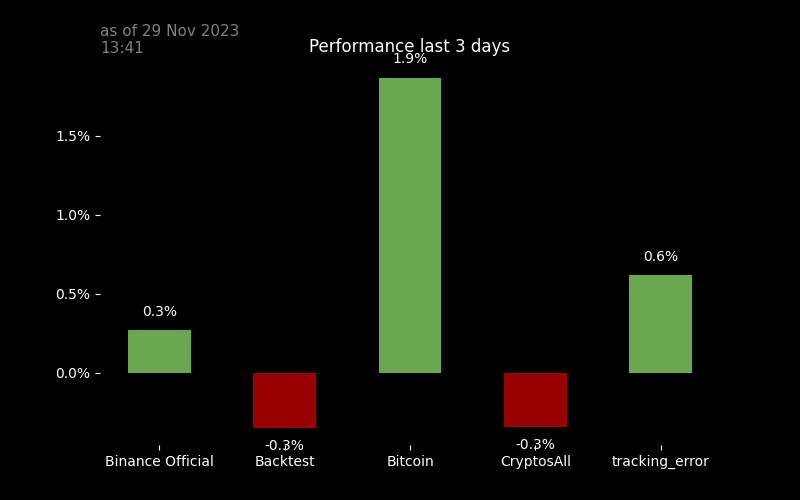 as of 29 Nov 2023
13:41
Performance last 3 days
1.9%
1.5%
1.0%
0.6%
0.5%
0.3%
0.0%
-0.3%
-0.3%
Binance Official
Backtest
Bitcoin
CryptosAll
tracking_error